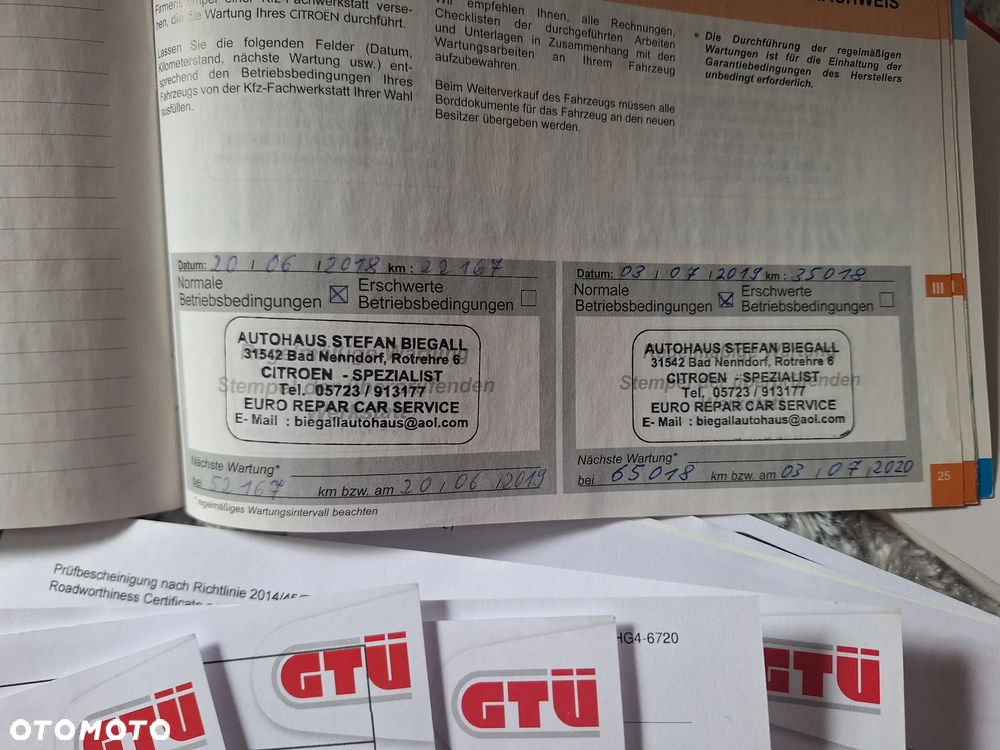 einer Kfz-Fachwerkstatt verse-
hen, die die Wartung Ihres CITROËN durchführt.
Lassen Sie die folgenden Felder (Datum,
Kilometerstand, nächste Wartung usw.) ent-
sprechend den Betriebsbedingungen Ihres
Fahrzeugs von der Kfz-Fachwerkstatt Ihrer Wahl
ausfüllen.
Wir empfehlen Ihnen, alle Rechnungen,
Checklisten der durchgeführten Arbeiten
und Unterlagen in Zusammenhang mit den
Wartungsarbeiten an Ihrem Fahrzeug
aufzubewahren.
Beim Weiterverkauf des Fahrzeugs müssen alle
Borddokumente für das Fahrzeug an den neuen
Besitzer übergeben werden.
• Die Durchführung der regelmäßigen
Wartungen ist für die Einhaltung der
Garantiebedingungen des Herstellers
unbedingt erforderlich.
Datum: 20 / 06 / 2018 km : 22167
Normale
Betriebsbedingungen
Erschwerte
Betriebsbedingungen
AUTOHAUS STEFAN BIEGALL
31542 Bad Nenndorf, Rotrehre 6
CITROEN - SPEZIALIST
Tel. 05723 / 913177
EURO REPAR CAR SERVICE
E- Mail : biegallautohaus@aol.com
Nächste Wartung*
bei 52167 km bzw. am 20 / 06 / 2019
*regelmäßiges Wartungsintervall beachten
Datum: 03 / 07 / 2019 km : 35018
Normale
Betriebsbedingungen
Erschwerte
Betriebsbedingungen
AUTOHAUS STEFAN BIEGALL
31542 Bad Nenndorf, Rotrehre 6
CITROEN - SPEZIALIST
Tel. 05723 / 913177
EURO REPAR CAR SERVICE
E- Mail : biegallautohaus@aol.com
Nächste Wartung*
bei 65018 km bzw. am 03 / 07 / 2020
III
25
Prüfbescheinigung nach Richtlinie 2014/45/
Roadworthiness Certificate
HG4-6720
GTÜ
GTÜ
GTÜ
GTÜ
OTOMOTO